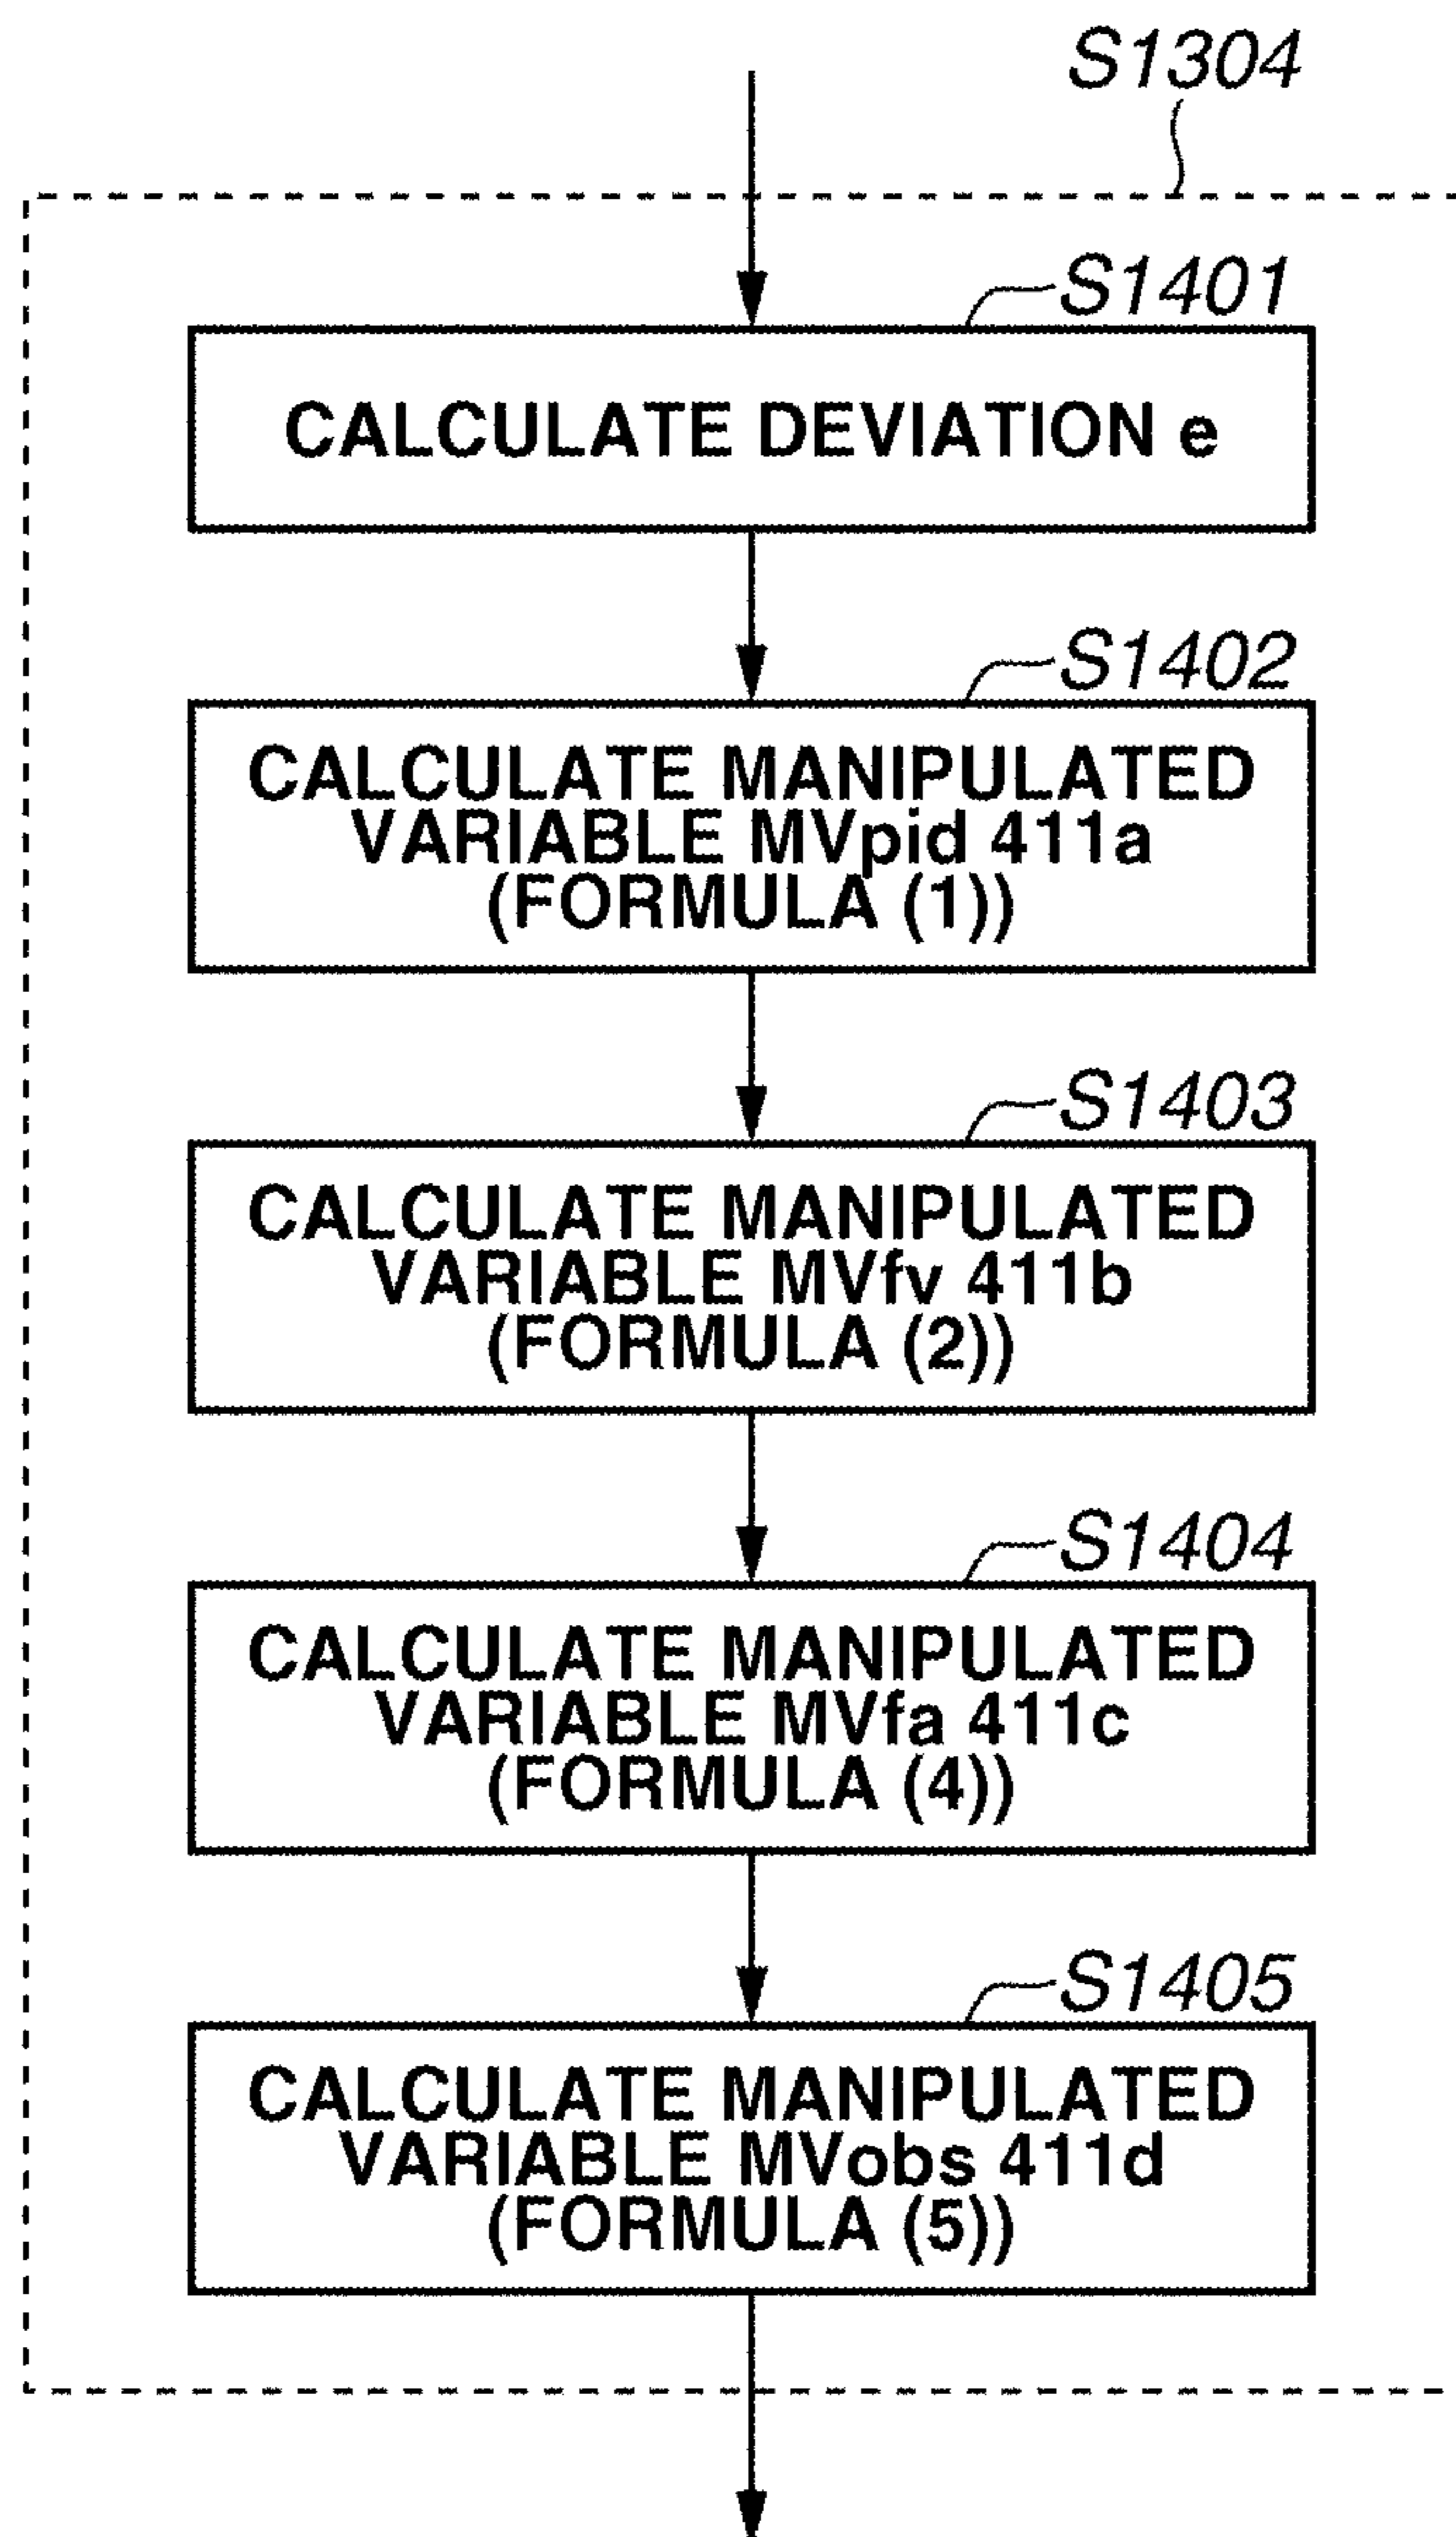 S1304
S1401
CALCULATE DEVIATION e
S1402
CALCULATE MANIPULATED
VARIABLE MVpid 411a
(FORMULA (1))
S1403
CALCULATE MANIPULATED
VARIABLE MVfv 411b
(FORMULA (2))
S1404
CALCULATE MANIPULATED
VARIABLE MVfa 411c
(FORMULA (4))
S1405
CALCULATE MANIPULATED
VARIABLE MVobs 411d
(FORMULA (5))